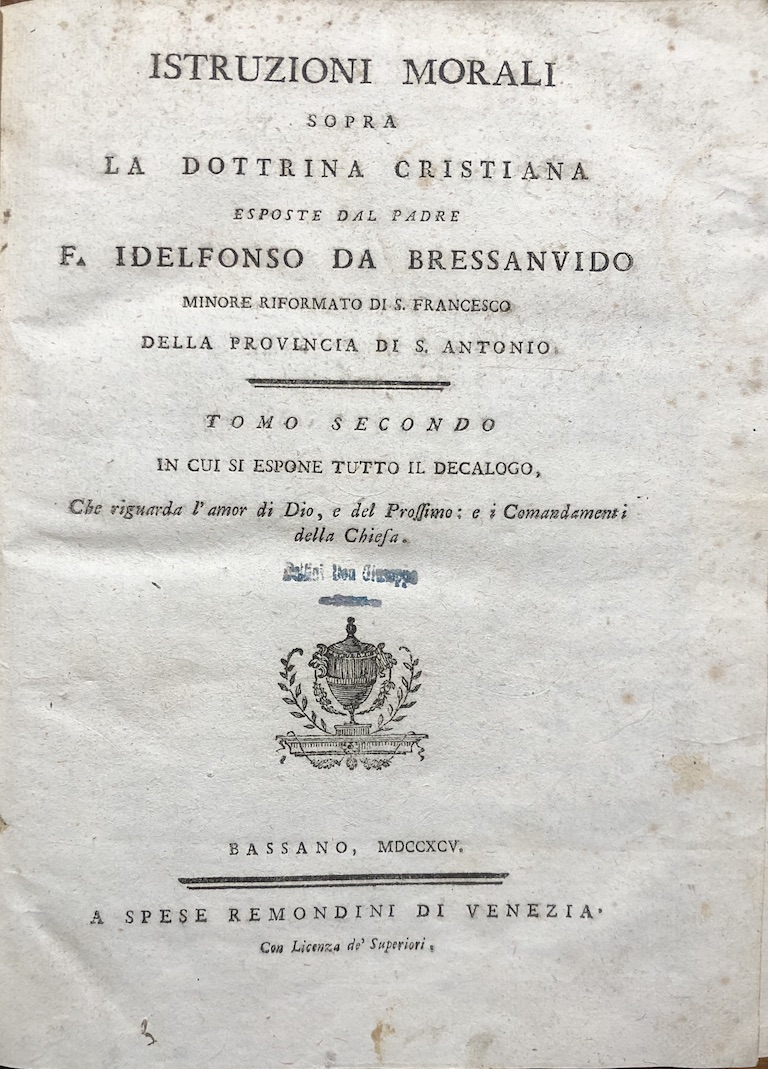 ISTRUZIONI MORALI
SOPRA
LA DOTTRINA CRISTIANA
ESPOSTE DAL PADRE
F. IDELFONSO DA BRESSANVIDO
MINORE RIFORMATO DI S. FRANCESCO
DELLA PROVINCIA DI S. ANTONIO.
TOMO SECONDO
IN CUI SI ESPONE TUTTO IL DECALOGO,
Che riguarda l'amor di Dio, e del Proſſimo: e i Comandamenti
della Chieſa.
Don Giuseppe
BASSANO, MDCCXCV.
A SPESE REMONDINI DI VENEZIA.
Con Licenza de' Superiori.